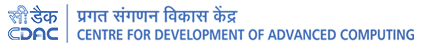 सी डैक
CDAC
प्रगत संगणन विकास केंद्र
CENTRE FOR DEVELOPMENT OF ADVANCED COMPUTING